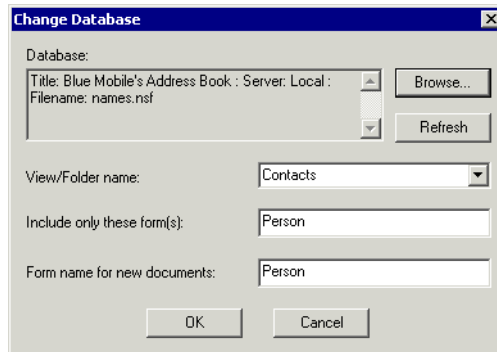 Change Database
Database:
Title: Blue Mobile's Address Book : Server: Local :
Filename: names.nsf
Browse...
Refresh
View/Folder name:
Contacts
Include only these form(s):
Person
Form name for new documents:
Person
OK
Cancel